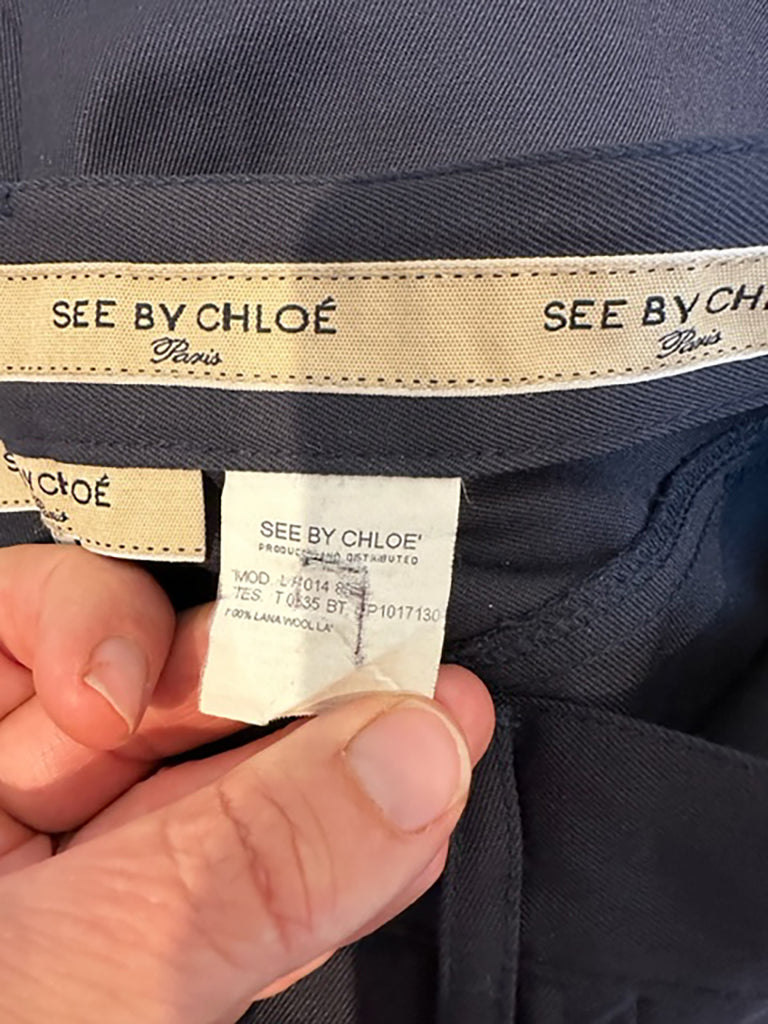 SEE BY CHLOÉ
Paris
SEE BY CH
Paris
CHLOÉ
SEE BY CHLOE'
PRODUCED AND DISTRIBUTED
MOD. 014
TES. BT. P1017130
100% LANA WOOL LA